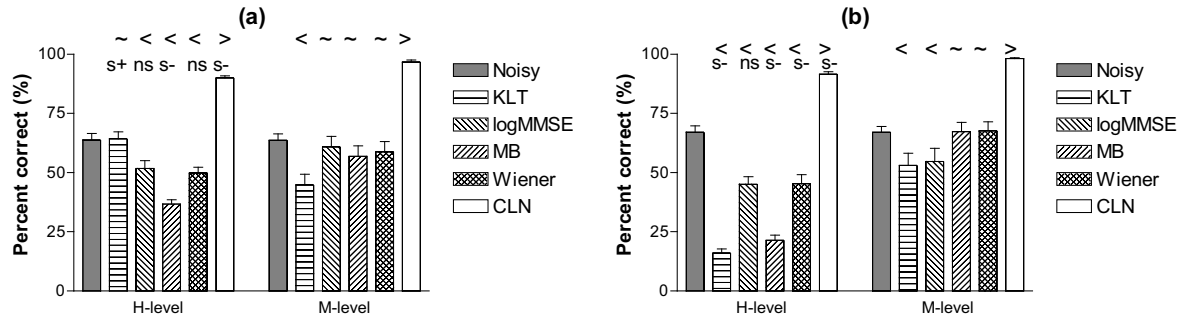 (a)
~ < < < > < ~ ~ ~ >
s+ ns s- ns s-
100
75
50
25
0
Percent correct (%)
H-level M-level
Noisy
KLT
logMMSE
MB
Wiener
CLN
(b)
< < < < > < < ~ ~ >
s- ns s- s- s-
100
75
50
25
0
Percent correct (%)
H-level M-level
Noisy
KLT
logMMSE
MB
Wiener
CLN